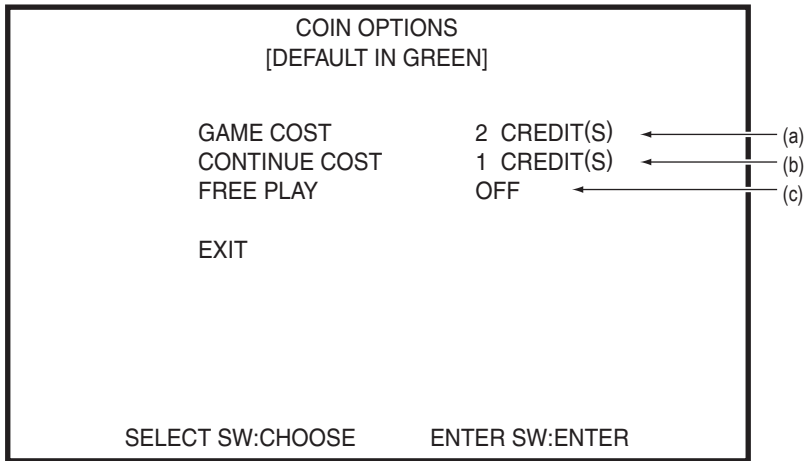 COIN OPTIONS
[DEFAULT IN GREEN]
GAME COST 2 CREDIT(S) (a)
CONTINUE COST 1 CREDIT(S) (b)
FREE PLAY OFF (c)
EXIT
SELECT SW:CHOOSE ENTER SW:ENTER